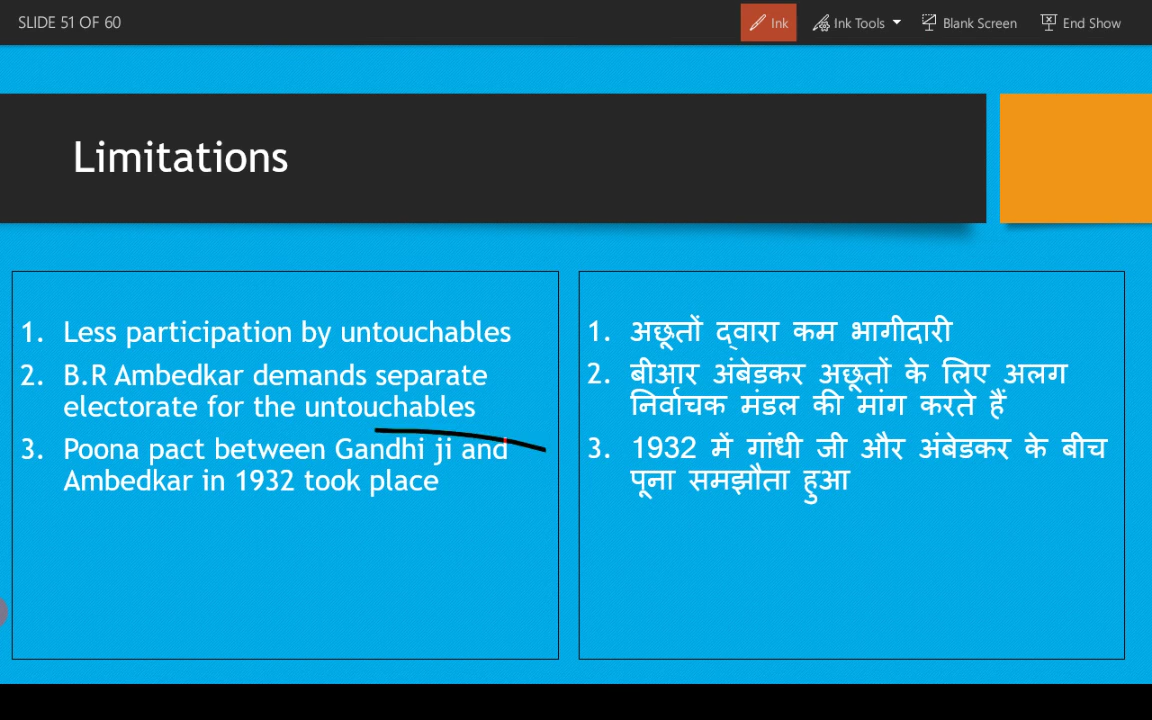 SLIDE 51 OF 60
Ink
Ink Tools
Blank Screen
End Show
Limitations
1. Less participation by untouchables
2. B.R Ambedkar demands separate
electorate for the untouchables
3. Poona pact between Gandhi ji and
Ambedkar in 1932 took place
1. अछूतों द्वारा कम भागीदारी
2. बीआर अंबेडकर अछूतों के लिए अलग
निर्वाचक मंडल की मांग करते हैं
3. 1932 में गांधी जी और अंबेडकर के बीच
पूना समझौता हुआ